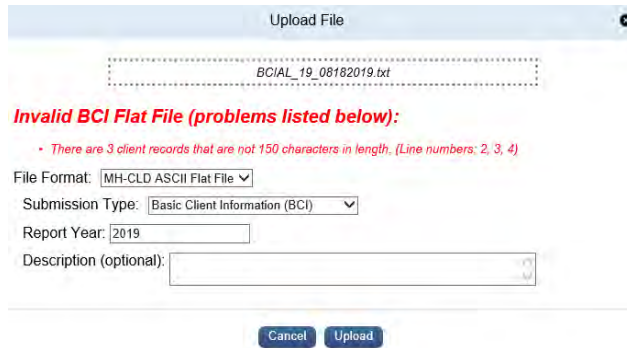 Upload File
BCIAL_19_08182019.txt
Invalid BCI Flat File (problems listed below):
• There are 3 client records that are not 150 characters in length. (Line numbers: 2, 3, 4)
File Format: MH-CLD ASCII Flat File
Submission Type: Basic Client Information (BCI)
Report Year: 2019
Description (optional):
Cancel Upload